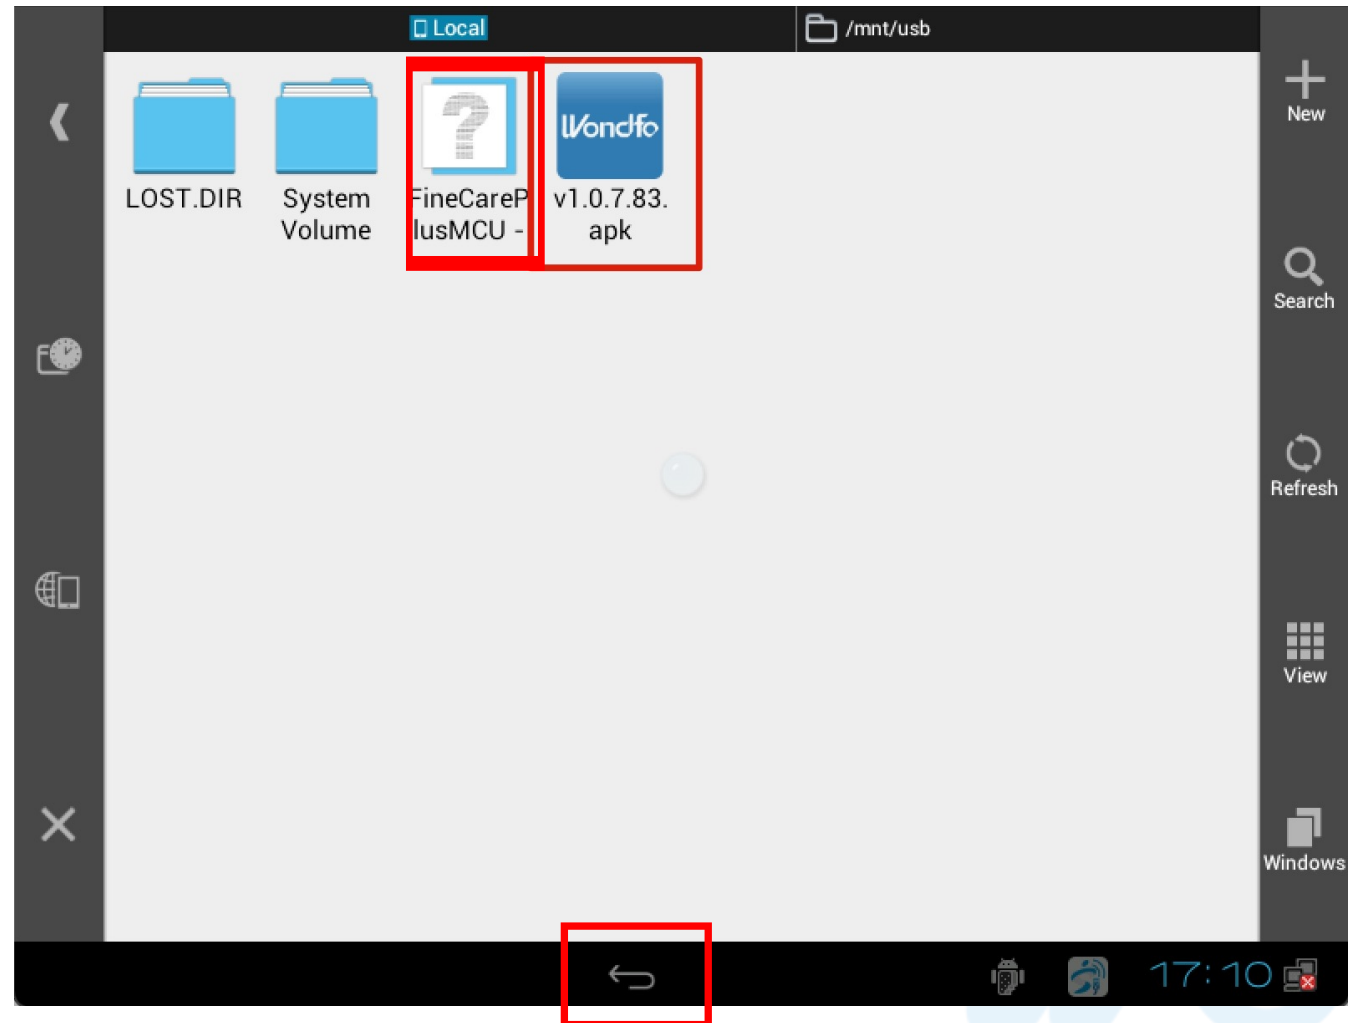 Local
/mnt/usb
New
Wondfo
LOST.DIR
System
Volume
FineCareP
lusMCU -
v1.0.7.83.
apk
Search
Refresh
View
Windows
17:10